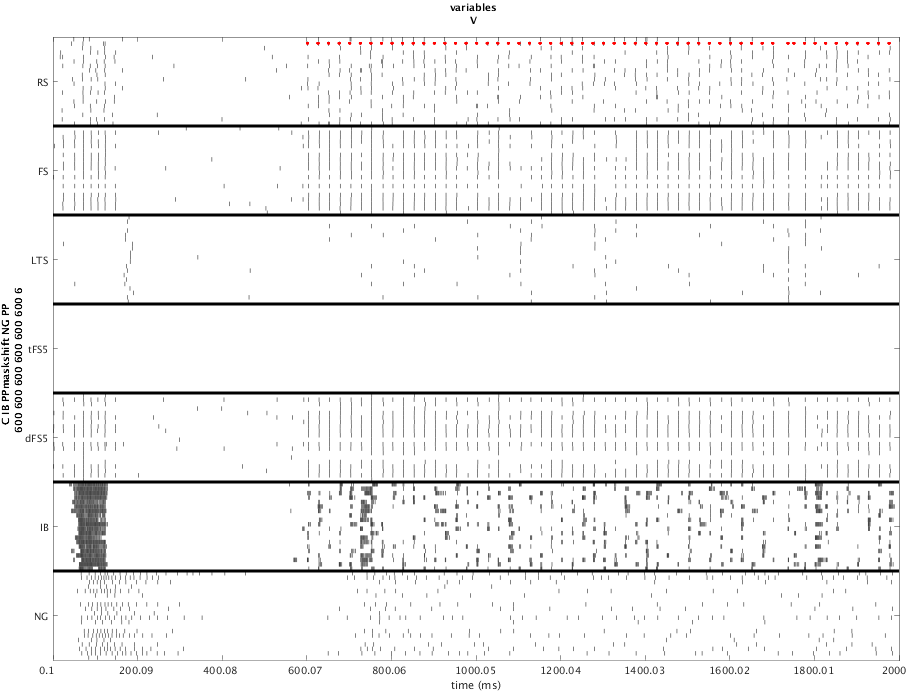 variables
V
RS
FS
LTS
tFS5
dFS5
IB
NG
C IB PPmaskshift NG PP
600 600 600 600 600 600 6
0.1
200.09
400.08
600.07
800.06
1000.05
1200.04
1400.03
1600.02
1800.01
2000
time (ms)